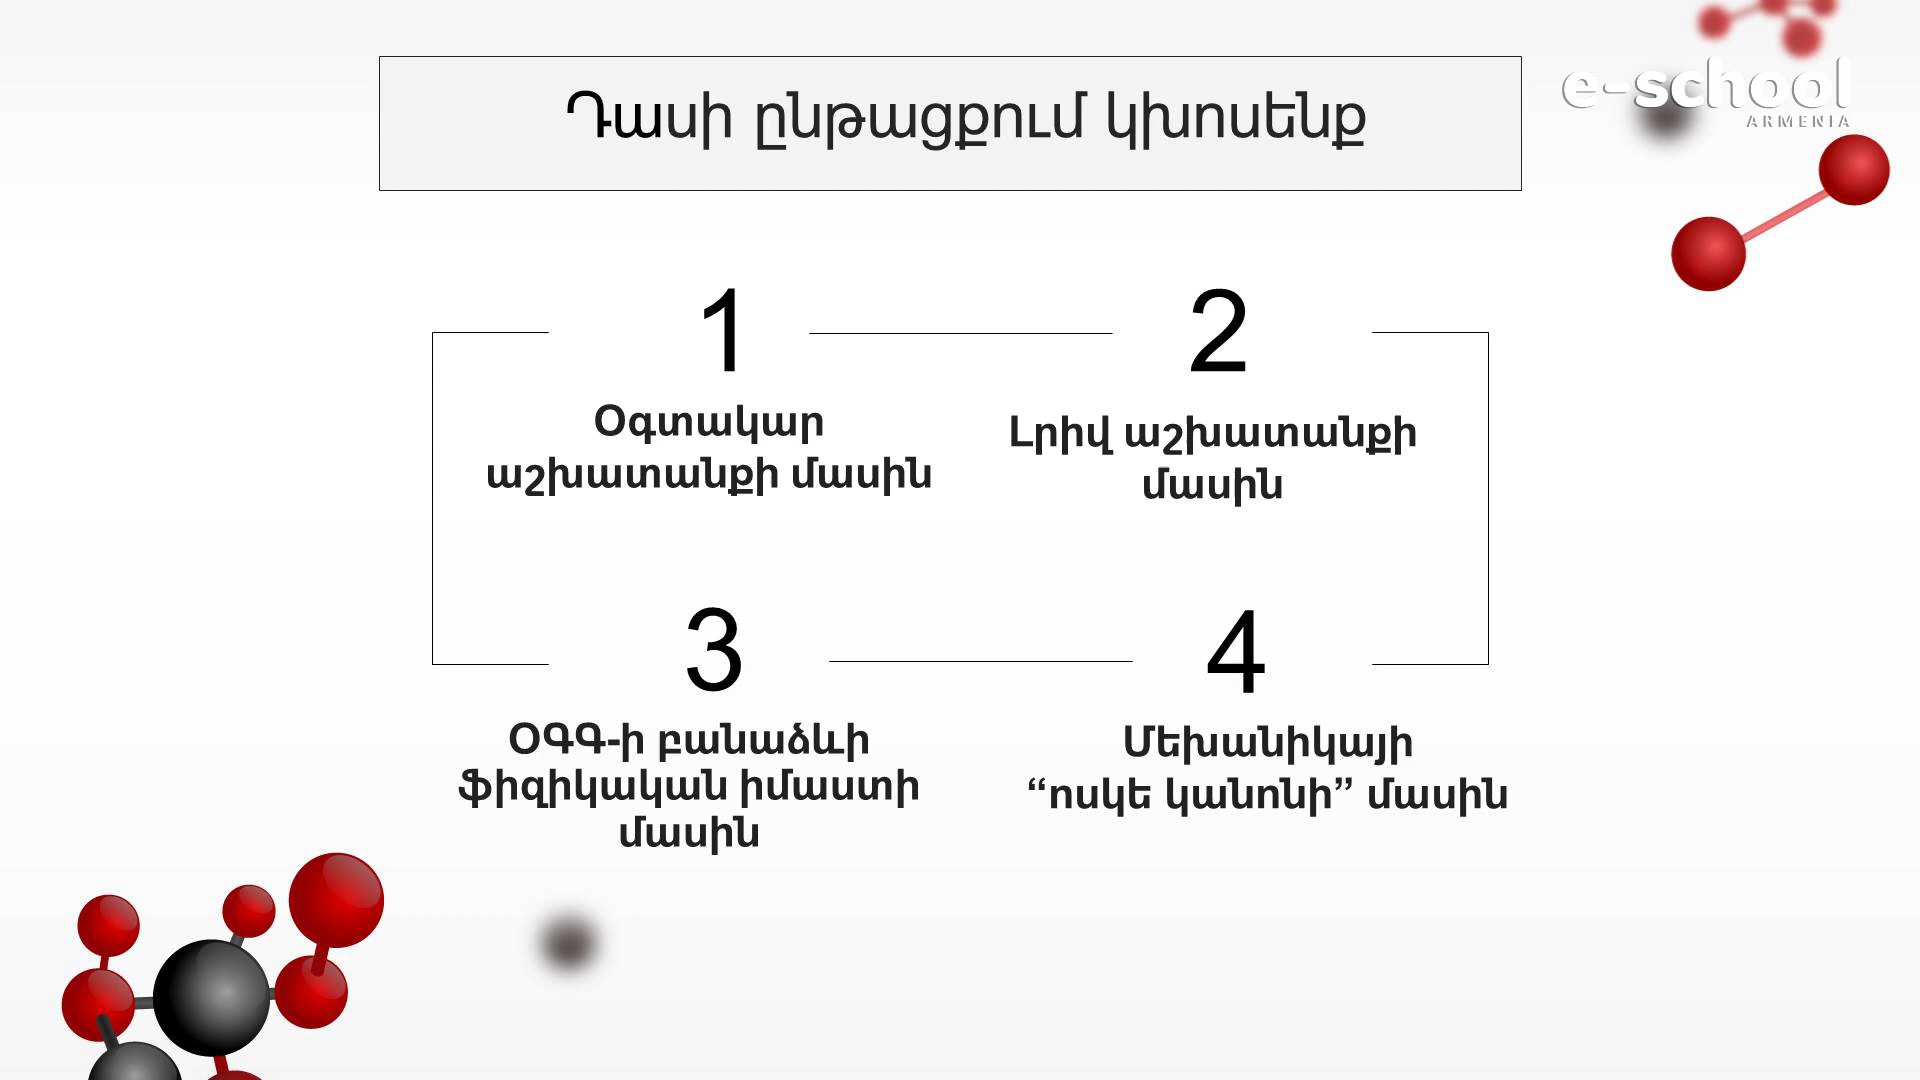 Դասի ընթացքում կխոսենք
e-school
ARMENIA
1
Օգտակար
աշխատանքի մասին
2
Լրիվ աշխատանքի
մասին
3
ՕԳԳ-ի բանաձևի
ֆիզիկական իմաստի
մասին
4
Մեխանիկայի
“ոսկե կանոնի” մասին